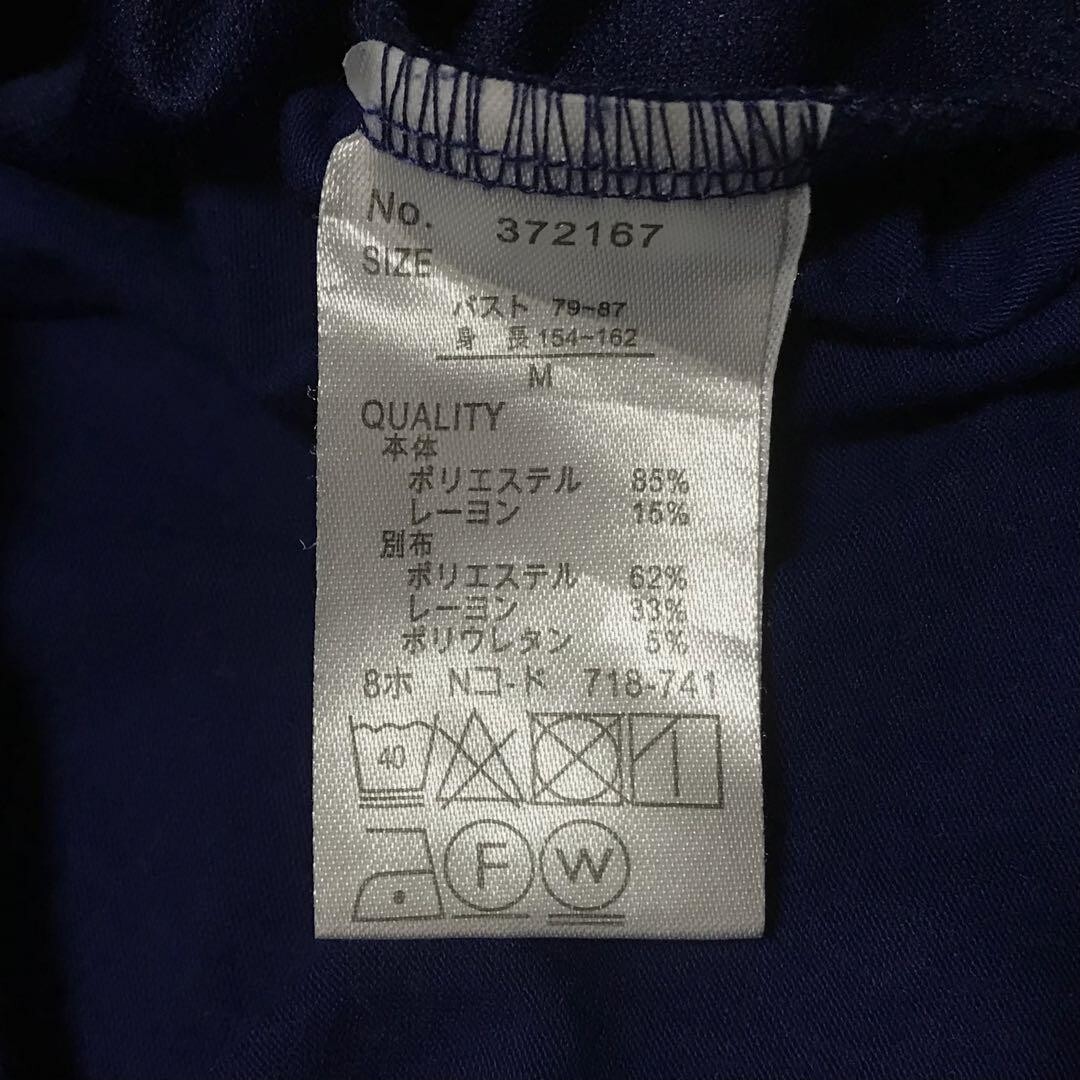 No. 372167
SIZE
バスト 79~87
身 長 154~162
M
QUALITY
本体
ポリエステル 85%
レーヨン 15%
別布
ポリエステル 62%
レーヨン 33%
ポリウレタン 5%
8ホ Nコ-ド 718-741
40
F W